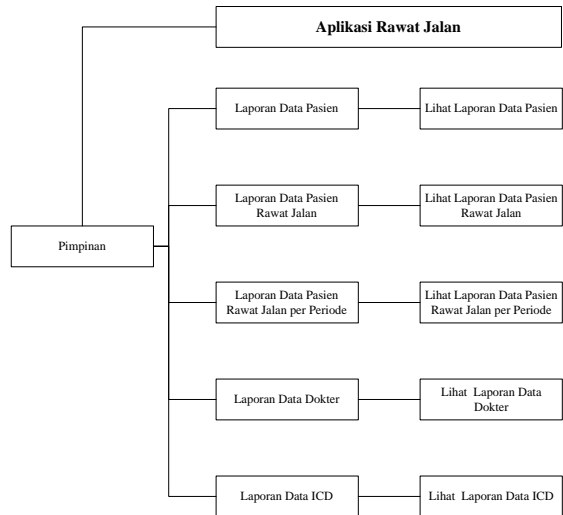 Aplikasi Rawat Jalan
Laporan Data Pasien
Lihat Laporan Data Pasien
Laporan Data Pasien
Rawat Jalan
Lihat Laporan Data Pasien
Rawat Jalan
Pimpinan
Laporan Data Pasien
Rawat Jalan per Periode
Lihat Laporan Data Pasien
Rawat Jalan per Periode
Laporan Data Dokter
Lihat Laporan Data
Dokter
Laporan Data ICD
Lihat Laporan Data ICD